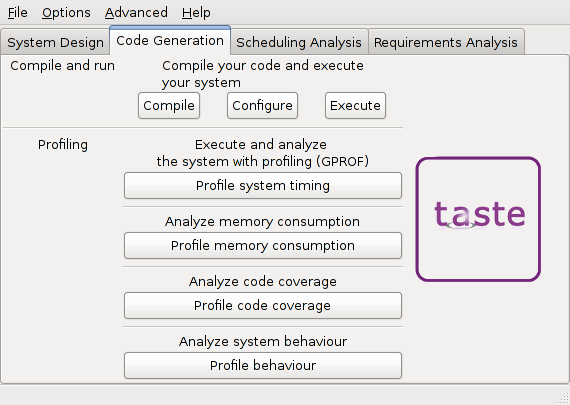 File Options Advanced Help
System Design Code Generation Scheduling Analysis Requirements Analysis
Compile and run
Compile your code and execute
your system
Compile Configure Execute
Profiling
Execute and analyze
the system with profiling (GPROF)
Profile system timing
Analyze memory consumption
Profile memory consumption
Analyze code coverage
Profile code coverage
Analyze system behaviour
Profile behaviour
taste